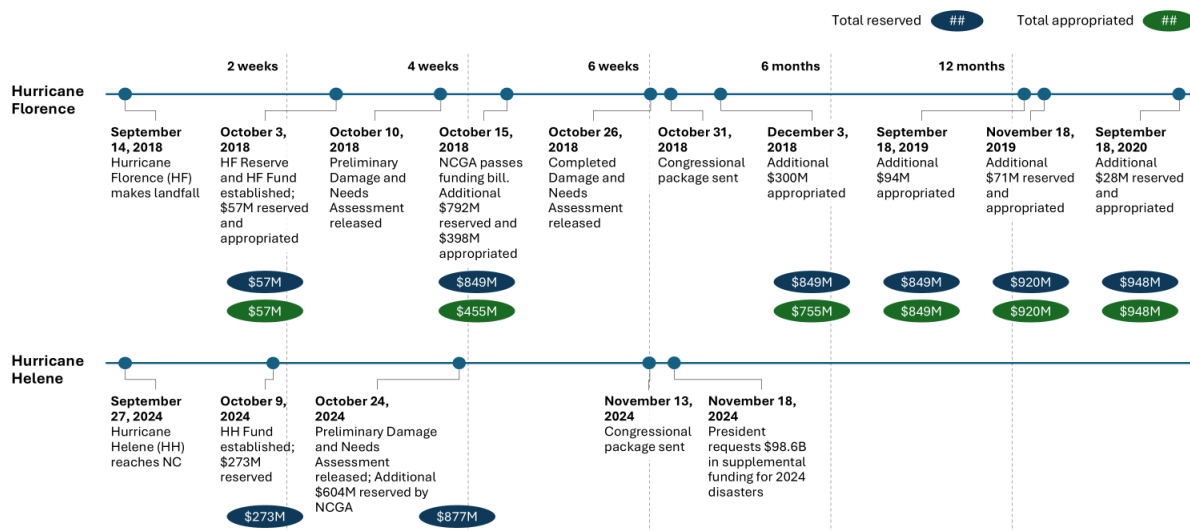 Total reserved ## Total appropriated ##
2 weeks 4 weeks 6 weeks 6 months 12 months
Hurricane
Florence
September
14, 2018
Hurricane
Florence (HF)
makes landfall
October 3,
2018
HF Reserve
and HF Fund
established;
$57M reserved
and
appropriated
October 10,
2018
Preliminary
Damage and
Needs
Assessment
released
October 15,
2018
NCGA passes
funding bill.
Additional
$792M
reserved and
$398M
appropriated
October 26,
2018
Completed
Damage and
Needs
Assessment
released
October 31,
2018
Congressional
package sent
December 3,
2018
Additional
$300M
appropriated
September
18, 2019
Additional
$94M
appropriated
November 18,
2019
Additional
$71M reserved
and
appropriated
September
18, 2020
Additional
$28M reserved
and
appropriated
$57M $849M $849M $849M $920M $948M
$57M $455M $755M $849M $920M $948M
Hurricane
Helene
September
27, 2024
Hurricane
Helene (HH)
reaches NC
October 9,
2024
HH Fund
established;
$273M
reserved
October 24,
2024
Preliminary Damage
and Needs
Assessment
released; Additional
$604M reserved by
NCGA
November 13,
2024
Congressional
package sent
November 18,
2024
President
requests $98.6B
in supplemental
funding for 2024
disasters
$273M $877M